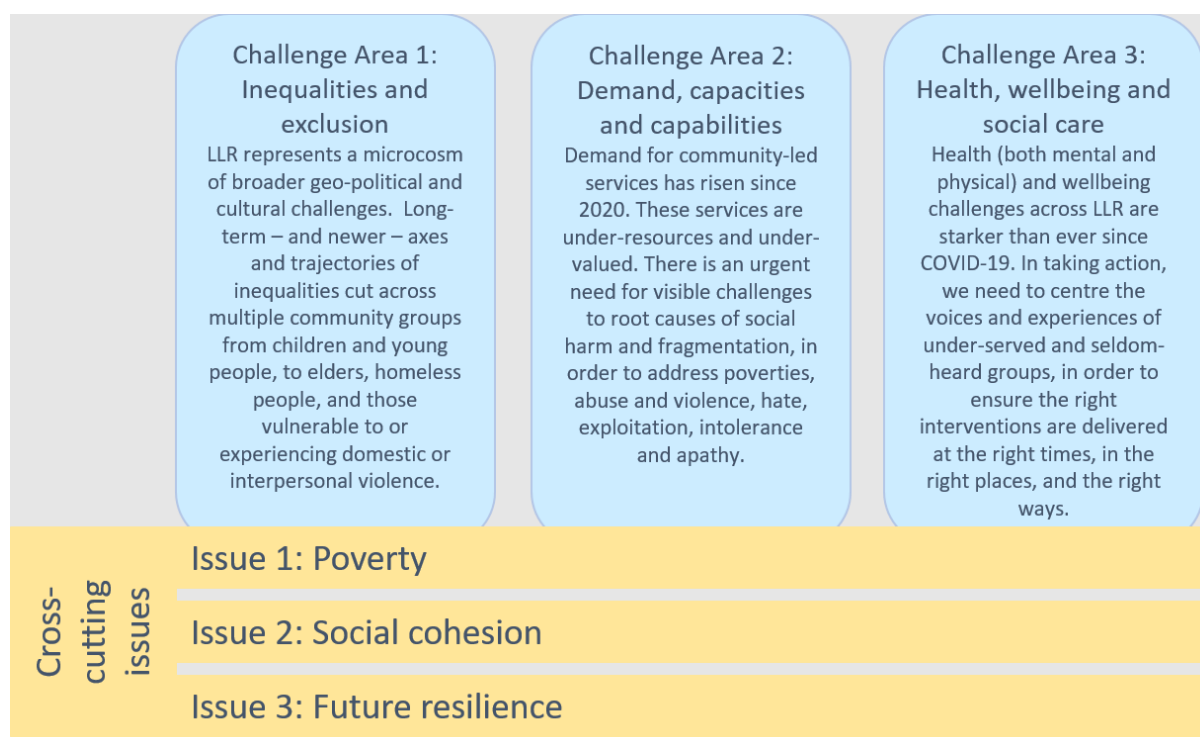 Challenge Area 1:
Inequalities and
exclusion
LLR represents a microcosm
of broader geo-political and
cultural challenges.  Long-
term – and newer – axes
and trajectories of
inequalities cut across
multiple community groups
from children and young
people, to elders, homeless
people, and those
vulnerable to or
experiencing domestic or
interpersonal violence.
Challenge Area 2:
Demand, capacities
and capabilities
Demand for community-led
services has risen since
2020. These services are
under-resources and under-
valued. There is an urgent
need for visible challenges
to root causes of social
harm and fragmentation, in
order to address poverties,
abuse and violence, hate,
exploitation, intolerance
and apathy.
Challenge Area 3:
Health, wellbeing and
social care
Health (both mental and
physical) and wellbeing
challenges across LLR are
starker than ever since
COVID-19. In taking action,
we need to centre the
voices and experiences of
under-served and seldom-
heard groups, in order to
ensure the right
interventions are delivered
at the right times, in the
right places, and the right
ways.
Cross-
cutting
issues
Issue 1: Poverty
Issue 2: Social cohesion
Issue 3: Future resilience